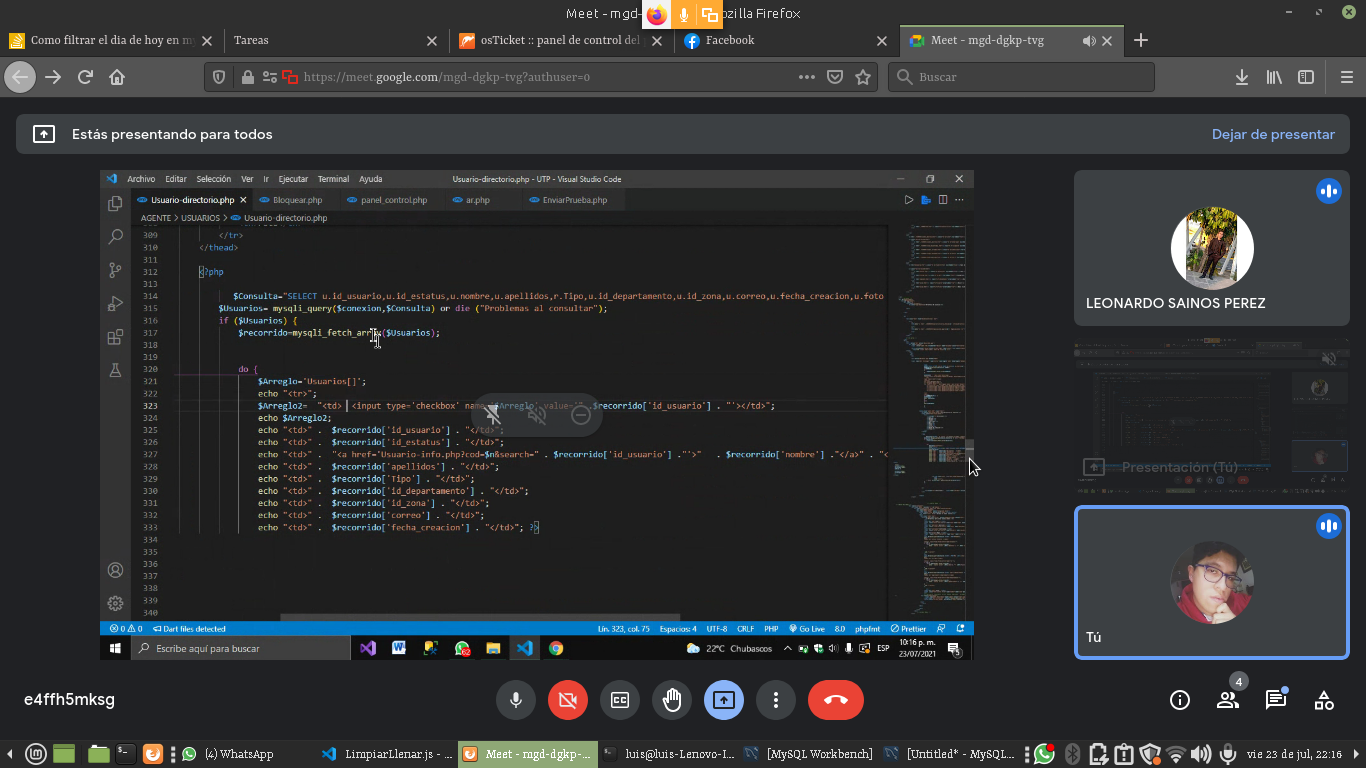 Meet - mgd-
ozilla Firefox
Como filtrar el dia de hoy en m
Tareas
osTicket :: panel de control del
Facebook
Meet - mgd-dgkp-tvg
https://meet.google.com/mgd-dgkp-tvg?authuser=0
Buscar
Estás presentando para todos
Dejar de presentar
Archivo Editar Selección Ver Ir Ejecutar Terminal Ayuda
Usuario-directorio.php - UTP - Visual Studio Code
Usuario-directorio.php
Bloquear.php
panel_control.php
ar.php
EnviarPrueba.php
AGENTE > USUARIOS > Usuario-directorio.php
309 </tr>
310 </thead>
311
312 <?php
313
314 $Consulta="SELECT u.id_usuario,u.id_estatus,u.nombre,u.apellidos,r.Tipo,u.id_departamento,u.id_zona,u.correo,u.fecha_creacion,u.foto
315 $Usuarios= mysqli_query($conexion,$Consulta) or die ("Problemas al consultar");
316 if ($Usuarios) {
317 $recorrido=mysqli_fetch_array($Usuarios);
318
319
320 do {
321 $Arreglo='Usuarios[]';
322 echo "<tr>";
323 $Arreglo2= "<td> <input type='checkbox' name='$Arreglo' value='" .$recorrido['id_usuario'] . "'></td>";
324 echo $Arreglo2;
325 echo "<td>" . $recorrido['id_usuario'] . "</td>";
326 echo "<td>" . $recorrido['id_estatus'] . "</td>";
327 echo "<td>" . "<a href='Usuario-info.php?cod=$n&search=" . $recorrido['id_usuario'] ."'>" . $recorrido['nombre'] ."</a>" . "<
328 echo "<td>" . $recorrido['apellidos'] . "</td>";
329 echo "<td>" . $recorrido['Tipo'] . "</td>";
330 echo "<td>" . $recorrido['id_departamento'] . "</td>";
331 echo "<td>" . $recorrido['id_zona'] . "</td>";
332 echo "<td>" . $recorrido['correo'] . "</td>";
333 echo "<td>" . $recorrido['fecha_creacion'] . "</td>"; ?>
334
335
336
337
338
339
340
0 0 Dart files detected
Lín. 323, col. 75 Espacios: 4 UTF-8 CRLF PHP Go Live 8.0 phpfmt Prettier
Escribe aquí para buscar
62
22°C Chubascos
ESP
10:16 p. m.
23/07/2021
5
LEONARDO SAINOS PEREZ
Presentación (Tú)
Tú
e4ffh5mksg
4
(4) WhatsApp
LimpiarLlenar.js - ...
Meet - mgd-dgkp-...
luis@luis-Lenovo-I...
[MySQL Workbench]
[Untitled* - MySQL...
vie 23 de jul, 22:16